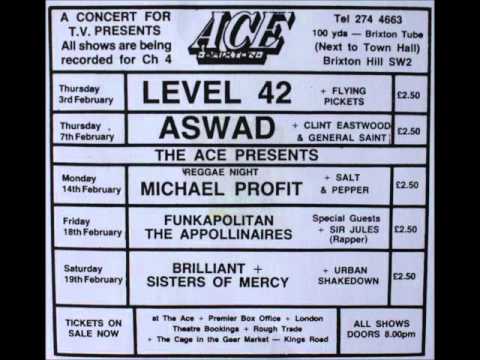 A CONCERT FOR
T.V. PRESENTS
All shows are being
recorded for Ch 4
ACE
BRIXTON
Tel 274 4663
100 yds — Brixton Tube
(Next to Town Hall)
Brixton Hill SW2
Thursday
3rd February
LEVEL 42
+ FLYING
PICKETS
£2.50
Thursday
7th February
ASWAD
+ CLINT EASTWOOD
& GENERAL SAINT
£2.50
THE ACE PRESENTS
Monday
14th February
REGGAE NIGHT
MICHAEL PROFIT
+ SALT
& PEPPER
£2.50
Friday
18th February
FUNKAPOLITAN
THE APPOLLINAIRES
Special Guests
+ SIR JULES
(Rapper)
£2.50
Saturday
19th February
BRILLIANT +
SISTERS OF MERCY
+ URBAN
SHAKEDOWN
£2.50
TICKETS ON
SALE NOW
at The Ace + Premier Box Office + London
Theatre Bookings + Rough Trade
+ The Cage in the Gear Market — Kings Road
ALL SHOWS
DOORS 8.00pm